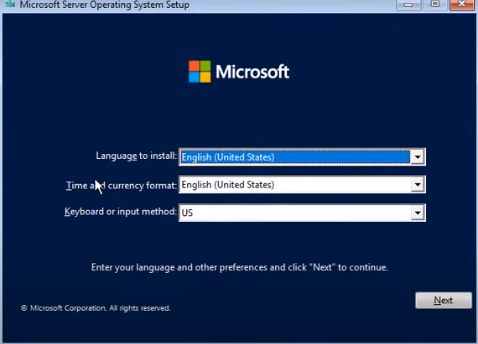 Microsoft Server Operating System Setup
Microsoft
Language to install: English (United States)
Time and currency format: English (United States)
Keyboard or input method: US
Enter your language and other preferences and click "Next" to continue.
Next
© Microsoft Corporation. All rights reserved.